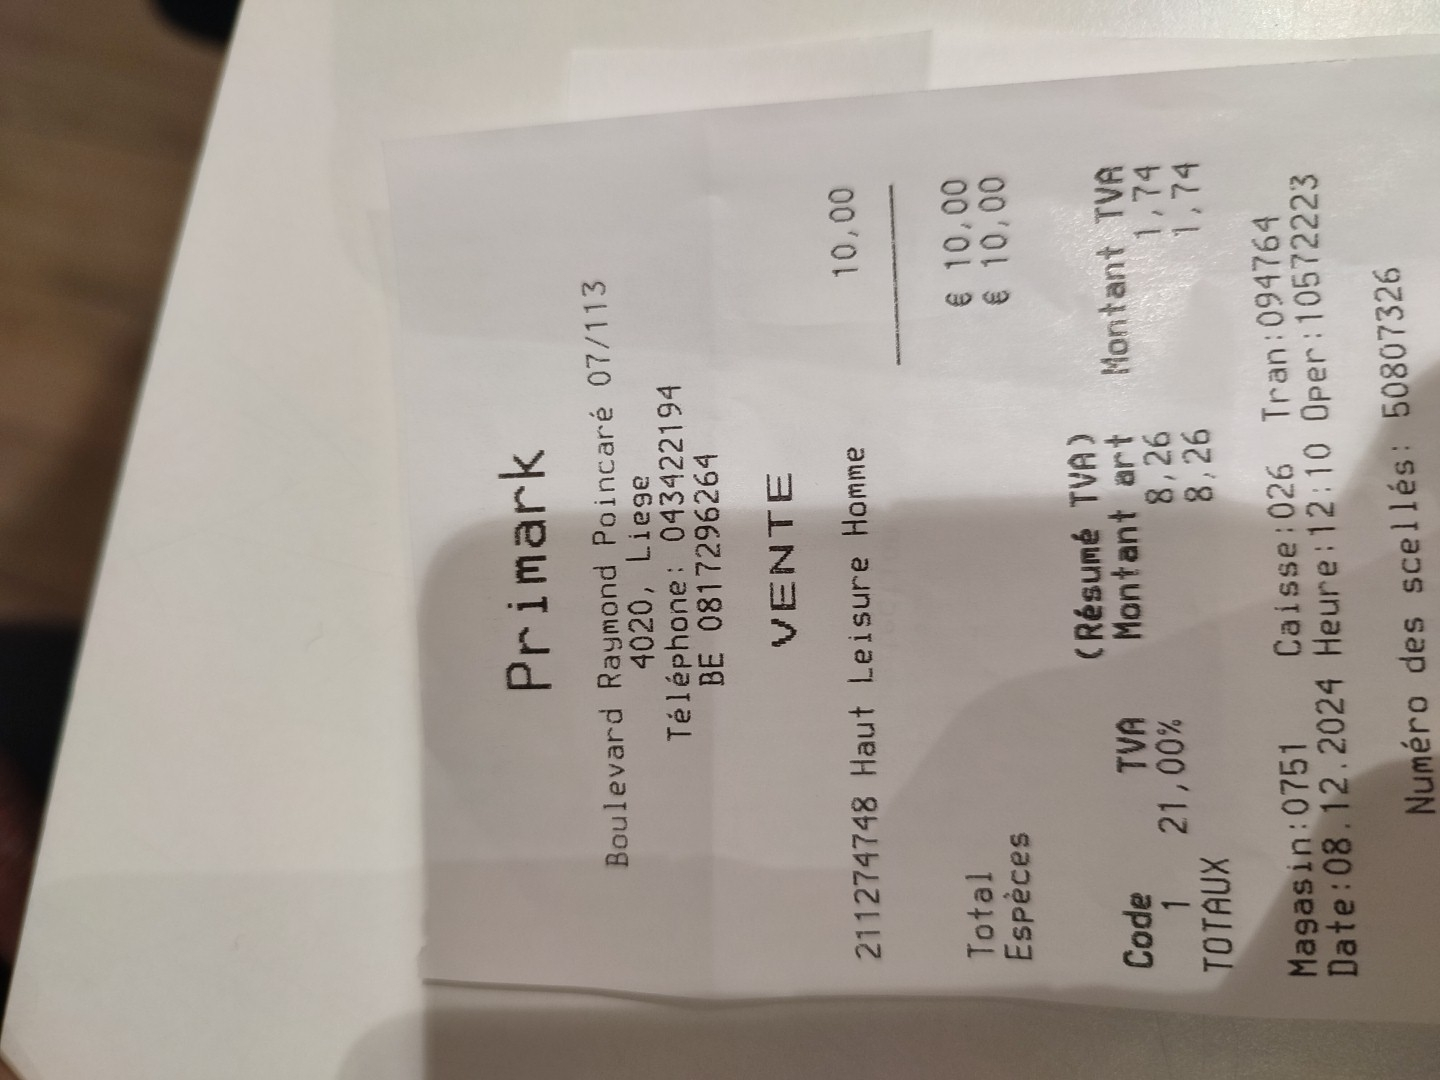 Primark
Boulevard Raymond Poincaré 07/113
4020, Liege
Téléphone: 043422194
BE 0817296264
VENTE
211274748 Haut Leisure Homme 10,00
Total € 10,00
Espèces € 10,00
(Résumé TVA)
Code TVA Montant art Montant TVA
1 21,00% 8,26 1,74
TOTAUX 8,26 1,74
Magasin:0751 Caisse:026 Tran:094764
Date:08.12.2024 Heure:12:10 Oper:10572223
Numéro des scellés: 50807326